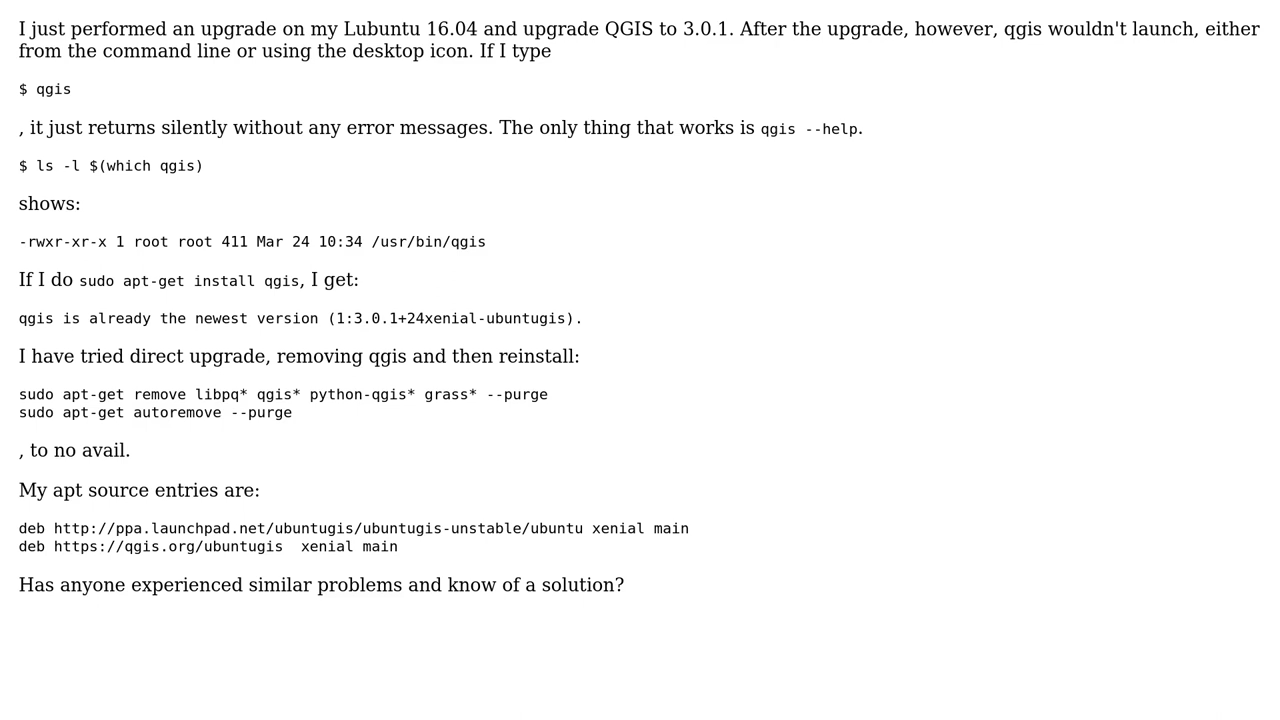 I just performed an upgrade on my Lubuntu 16.04 and upgrade QGIS to 3.0.1. After the upgrade, however, qgis wouldn't launch, either
from the command line or using the desktop icon. If I type
$ qgis
, it just returns silently without any error messages. The only thing that works is qgis --help.
$ ls -l $(which qgis)
shows:
-rwxr-xr-x 1 root root 411 Mar 24 10:34 /usr/bin/qgis
If I do sudo apt-get install qgis, I get:
qgis is already the newest version (1:3.0.1+24xenial-ubuntugis).
I have tried direct upgrade, removing qgis and then reinstall:
sudo apt-get remove libpq* qgis* python-qgis* grass* --purge
sudo apt-get autoremove --purge
, to no avail.
My apt source entries are:
deb http://ppa.launchpad.net/ubuntugis/ubuntugis-unstable/ubuntu xenial main
deb https://qgis.org/ubuntugis  xenial main
Has anyone experienced similar problems and know of a solution?